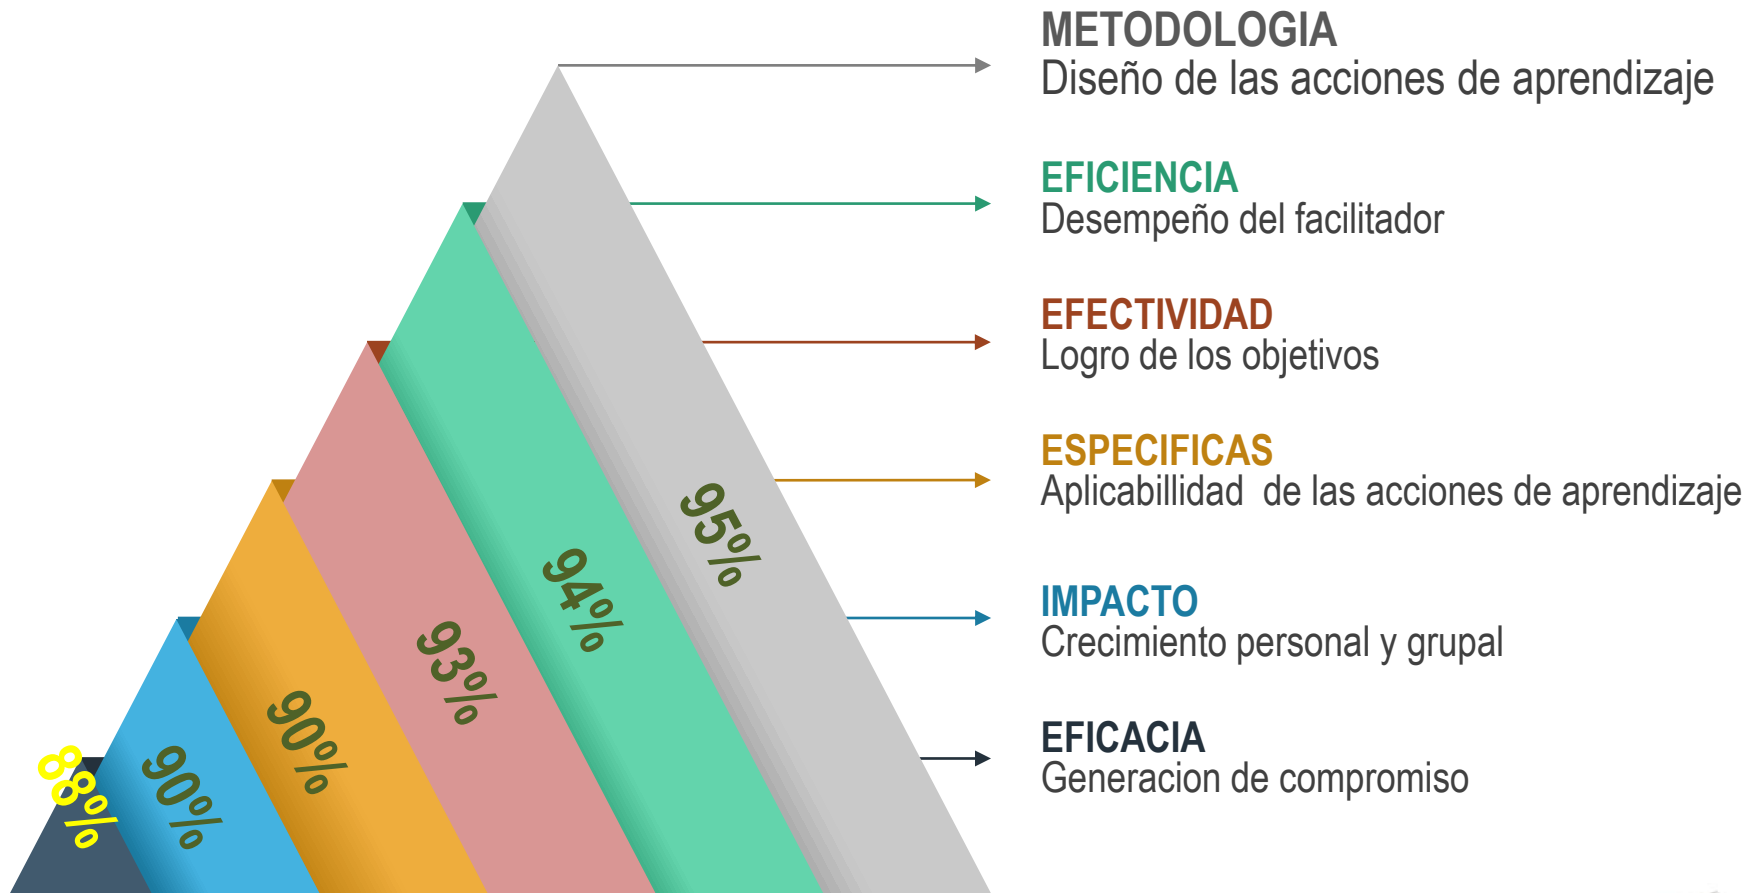 METODOLOGIA
Diseño de las acciones de aprendizaje
EFICIENCIA
Desempeño del facilitador
EFECTIVIDAD
Logro de los objetivos
ESPECIFICAS
Aplicabillidad  de las acciones de aprendizaje
IMPACTO
Crecimiento personal y grupal
EFICACIA
Generacion de compromiso
95%
94%
93%
90%
90%
88%